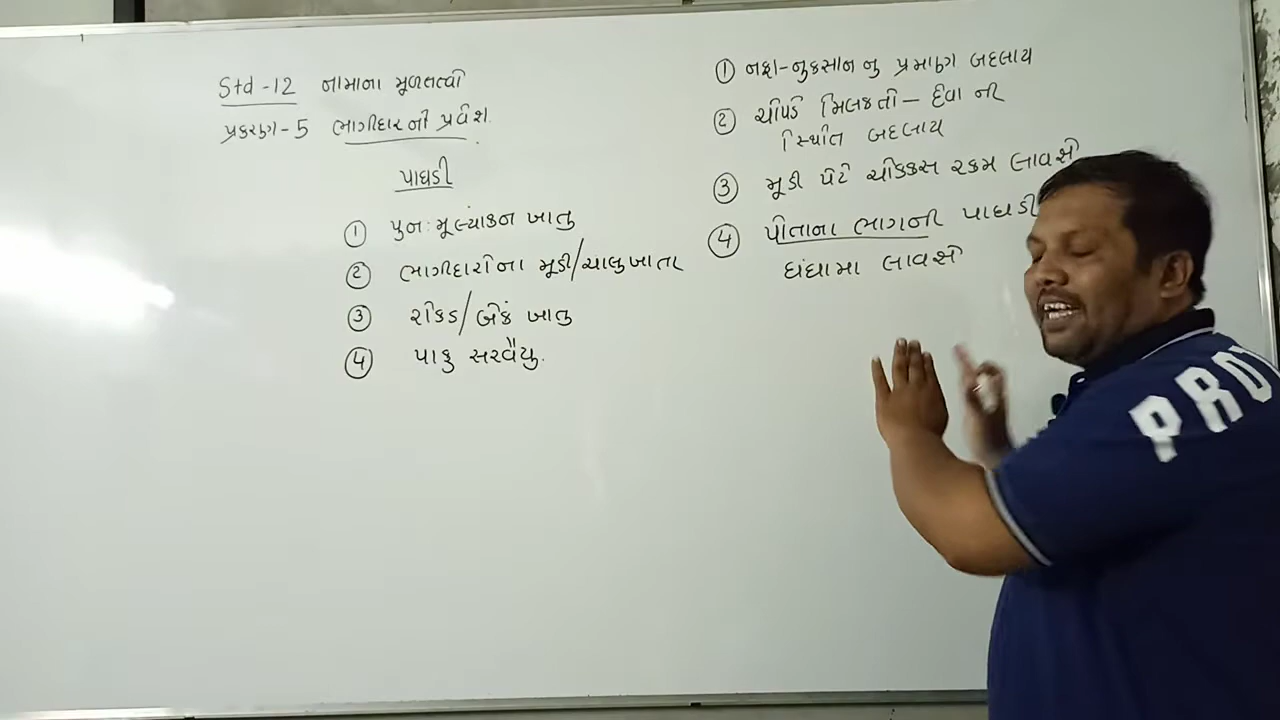 Std - 12 નામાના મૂળતત્વો
પ્રકરણ - 5 ભાગીદારની પ્રવેશ.
પાઘડી
① પુનઃમૂલ્યાંકન ખાતુ
② ભાગીદારોના મૂડી/ચાલુખાતા
③ રોકડ/બેંક ખાતુ
④ પાકુ સરવૈયુ.
① નફા-નુકસાન નુ પ્રમાણ બદલાય
② ચોપડે મિલકતો - દેવા ની
સ્થિતિ બદલાય
③ મૂડી પેટે ચોક્કસ રકમ લાવશે
④ પોતાના ભાગની પાઘડી
ધંધામા લાવશે
PRO